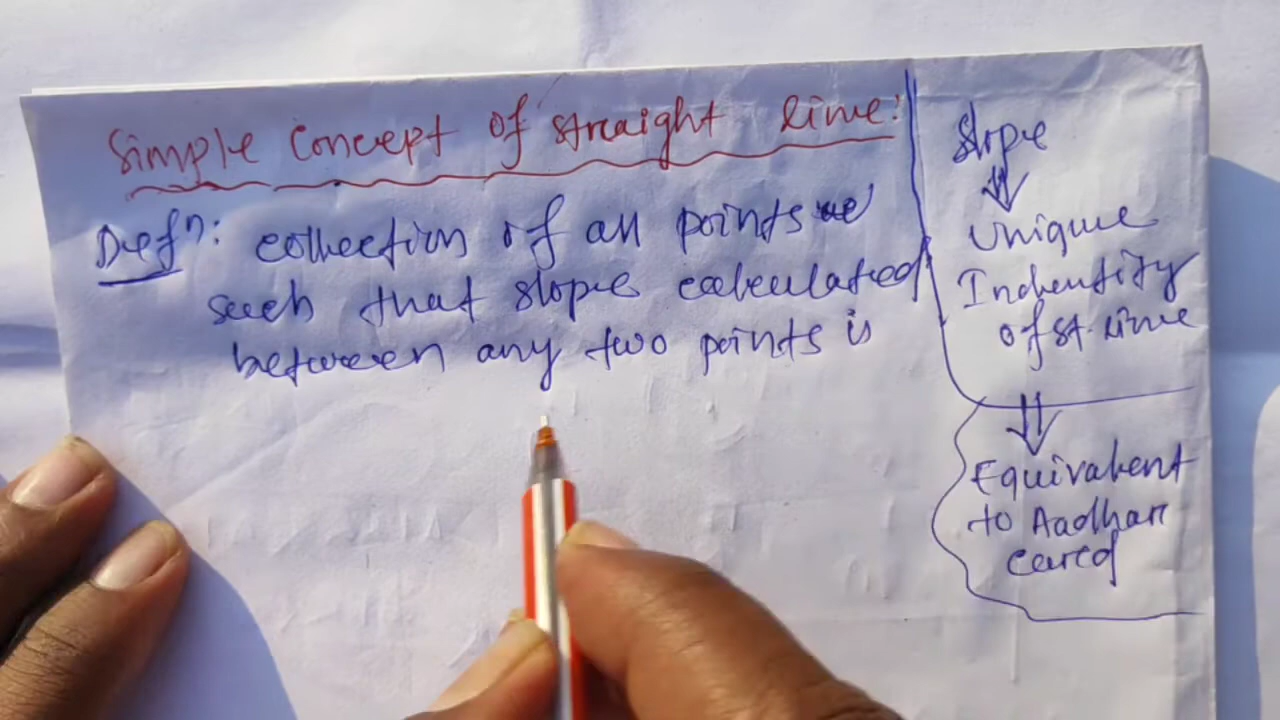 Simple concept of straight line:
Defn: collection of all points
such that slope calculated
between any two points is
Slope
Unique
Indentity
of st. line
Equivalent
to Aadhar
card